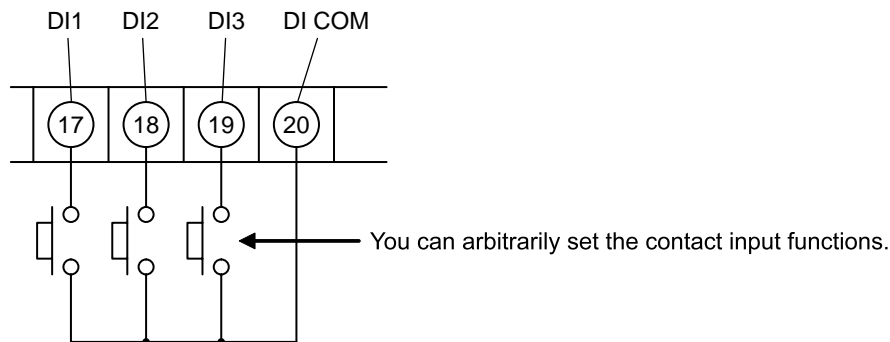 DI1 DI2 DI3 DI COM
17 18 19 20
You can arbitrarily set the contact input functions.